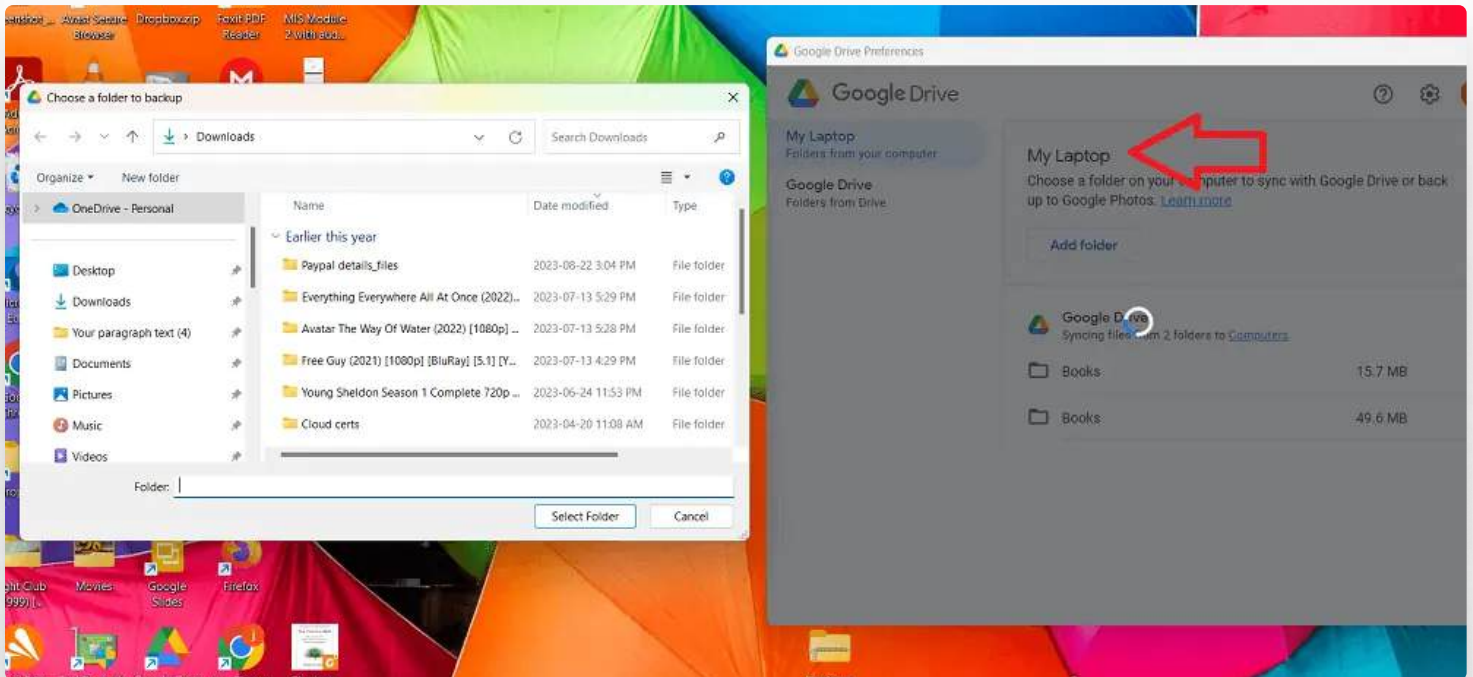 Avast Secure
Browser
Dropbox.zip
Foxit PDF
Reader
MIS Module
2 with aud...
Choose a folder to backup
Downloads
Search Downloads
Organize
New folder
OneDrive - Personal
Desktop
Downloads
Your paragraph text (4)
Documents
Pictures
Music
Videos
Name Date modified Type
Earlier this year
Paypal details_files 2023-08-22 3:04 PM File folder
Everything Everywhere All At Once (2022)... 2023-07-13 5:29 PM File folder
Avatar The Way Of Water (2022) [1080p] ... 2023-07-13 5:28 PM File folder
Free Guy (2021) [1080p] [BluRay] [5.1] [Y... 2023-07-13 4:29 PM File folder
Young Sheldon Season 1 Complete 720p ... 2023-06-24 11:53 PM File folder
Cloud certs 2023-04-20 11:08 AM File folder
Folder:
Select Folder
Cancel
Google Drive Preferences
Google Drive
My Laptop
Folders from your computer
Google Drive
Folders from Drive
My Laptop
Choose a folder on your computer to sync with Google Drive or back
up to Google Photos. Learn more
Add folder
Google Drive
Syncing files from 2 folders to Computers
Books 15.7 MB
Books 49.6 MB
Movies
Google
Slides
Firefox